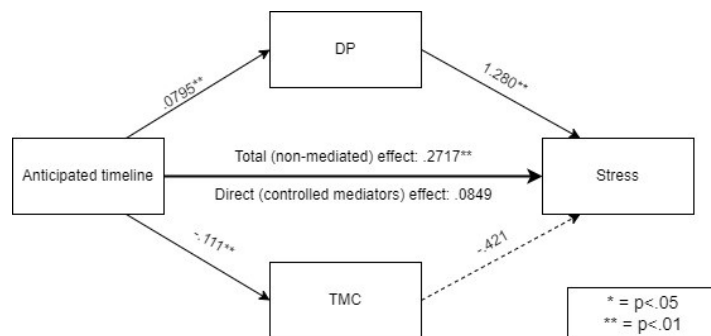 DP
.0795**
1.280**
Anticipated timeline
Total (non-mediated) effect: .2717**
Direct (controlled mediators) effect: .0849
Stress
-.111**
-.421
TMC
* = p<.05
** = p<.01